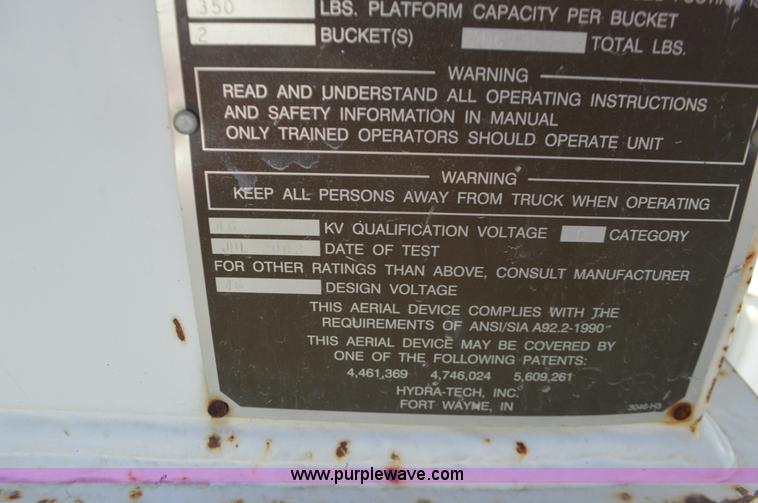 350 LBS. PLATFORM CAPACITY PER BUCKET
2 BUCKET(S) TOTAL LBS.
WARNING
READ AND UNDERSTAND ALL OPERATING INSTRUCTIONS
AND SAFETY INFORMATION IN MANUAL
ONLY TRAINED OPERATORS SHOULD OPERATE UNIT
WARNING
KEEP ALL PERSONS AWAY FROM TRUCK WHEN OPERATING
46 KV QUALIFICATION VOLTAGE CATEGORY
JUL DATE OF TEST
FOR OTHER RATINGS THAN ABOVE, CONSULT MANUFACTURER
46 DESIGN VOLTAGE
THIS AERIAL DEVICE COMPLIES WITH THE
REQUIREMENTS OF ANSI/SIA A92.2-1990
THIS AERIAL DEVICE MAY BE COVERED BY
ONE OF THE FOLLOWING PATENTS:
4,461,369 4,746,024 5,609,261
HYDRA-TECH, INC.
FORT WAYNE, IN
3046-H3
www.purplewave.com